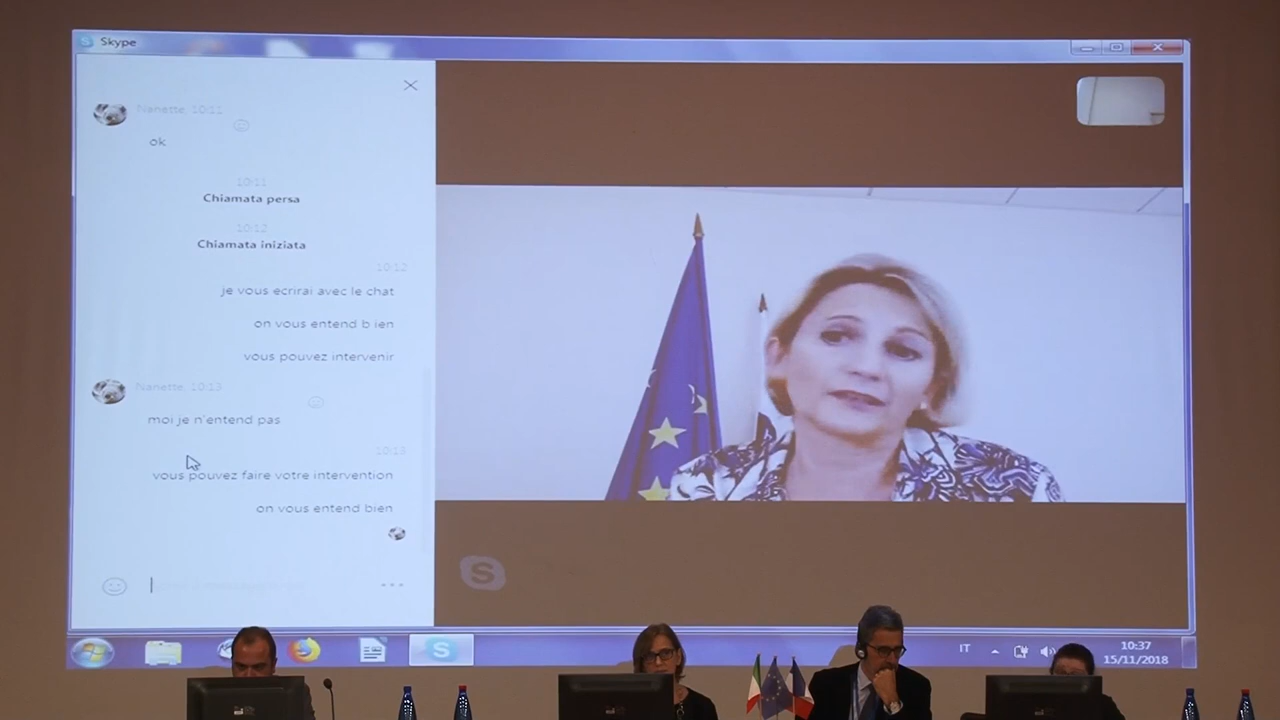 Skype
Nanette, 10:11
ok
10:11
Chiamata persa
10:12
Chiamata iniziata
10:12
je vous ecrirai avec le chat
on vous entend b ien
vous pouvez intervenir
Nanette, 10:13
moi je n'entend pas
10:13
vous pouvez faire votre intervention
on vous entend bien
IT
10:37
15/11/2018